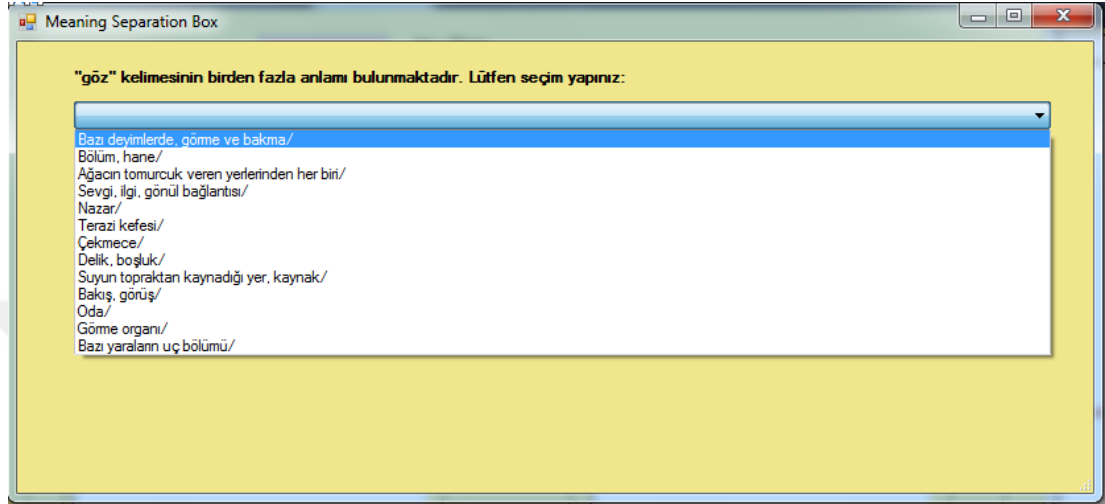 Meaning Separation Box
"göz" kelimesinin birden fazla anlamı bulunmaktadır. Lütfen seçim yapınız:
Bazı deyimlerde, görme ve bakma/
Bölüm, hane/
Ağacın tomurcuk veren yerlerinden her biri/
Sevgi, ilgi, gönül bağlantısı/
Nazar/
Terazi kefesi/
Çekmece/
Delik, boşluk/
Suyun topraktan kaynadığı yer, kaynak/
Bakış, görüş/
Oda/
Görme organı/
Bazı yaraların uç bölümü/